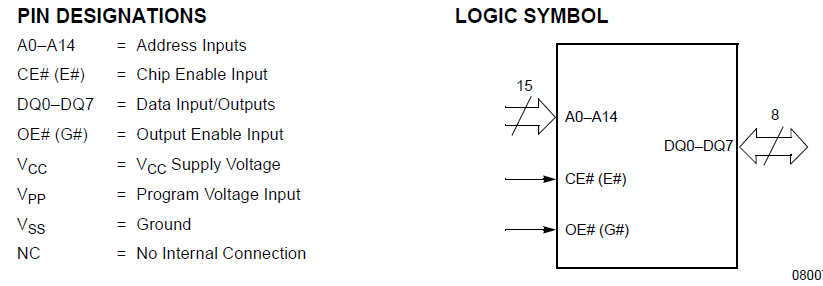 PIN DESIGNATIONS
A0–A14 = Address Inputs
CE# (E#) = Chip Enable Input
DQ0–DQ7 = Data Input/Outputs
OE# (G#) = Output Enable Input
VCC = VCC Supply Voltage
VPP = Program Voltage Input
VSS = Ground
NC = No Internal Connection
LOGIC SYMBOL
15
A0–A14
8
DQ0–DQ7
CE# (E#)
OE# (G#)